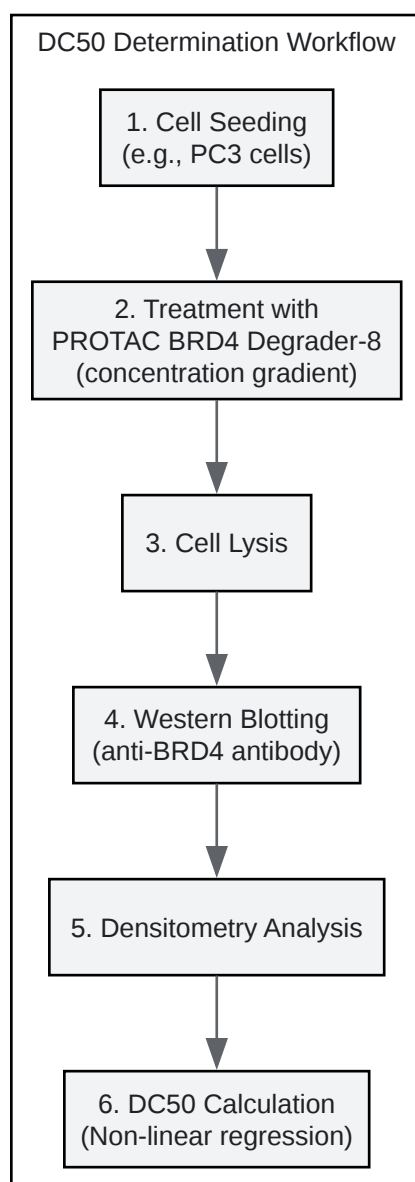 DC50 Determination Workflow
1. Cell Seeding
(e.g., PC3 cells)
2. Treatment with
PROTAC BRD4 Degrader-8
(concentration gradient)
3. Cell Lysis
4. Western Blotting
(anti-BRD4 antibody)
5. Densitometry Analysis
6. DC50 Calculation
(Non-linear regression)